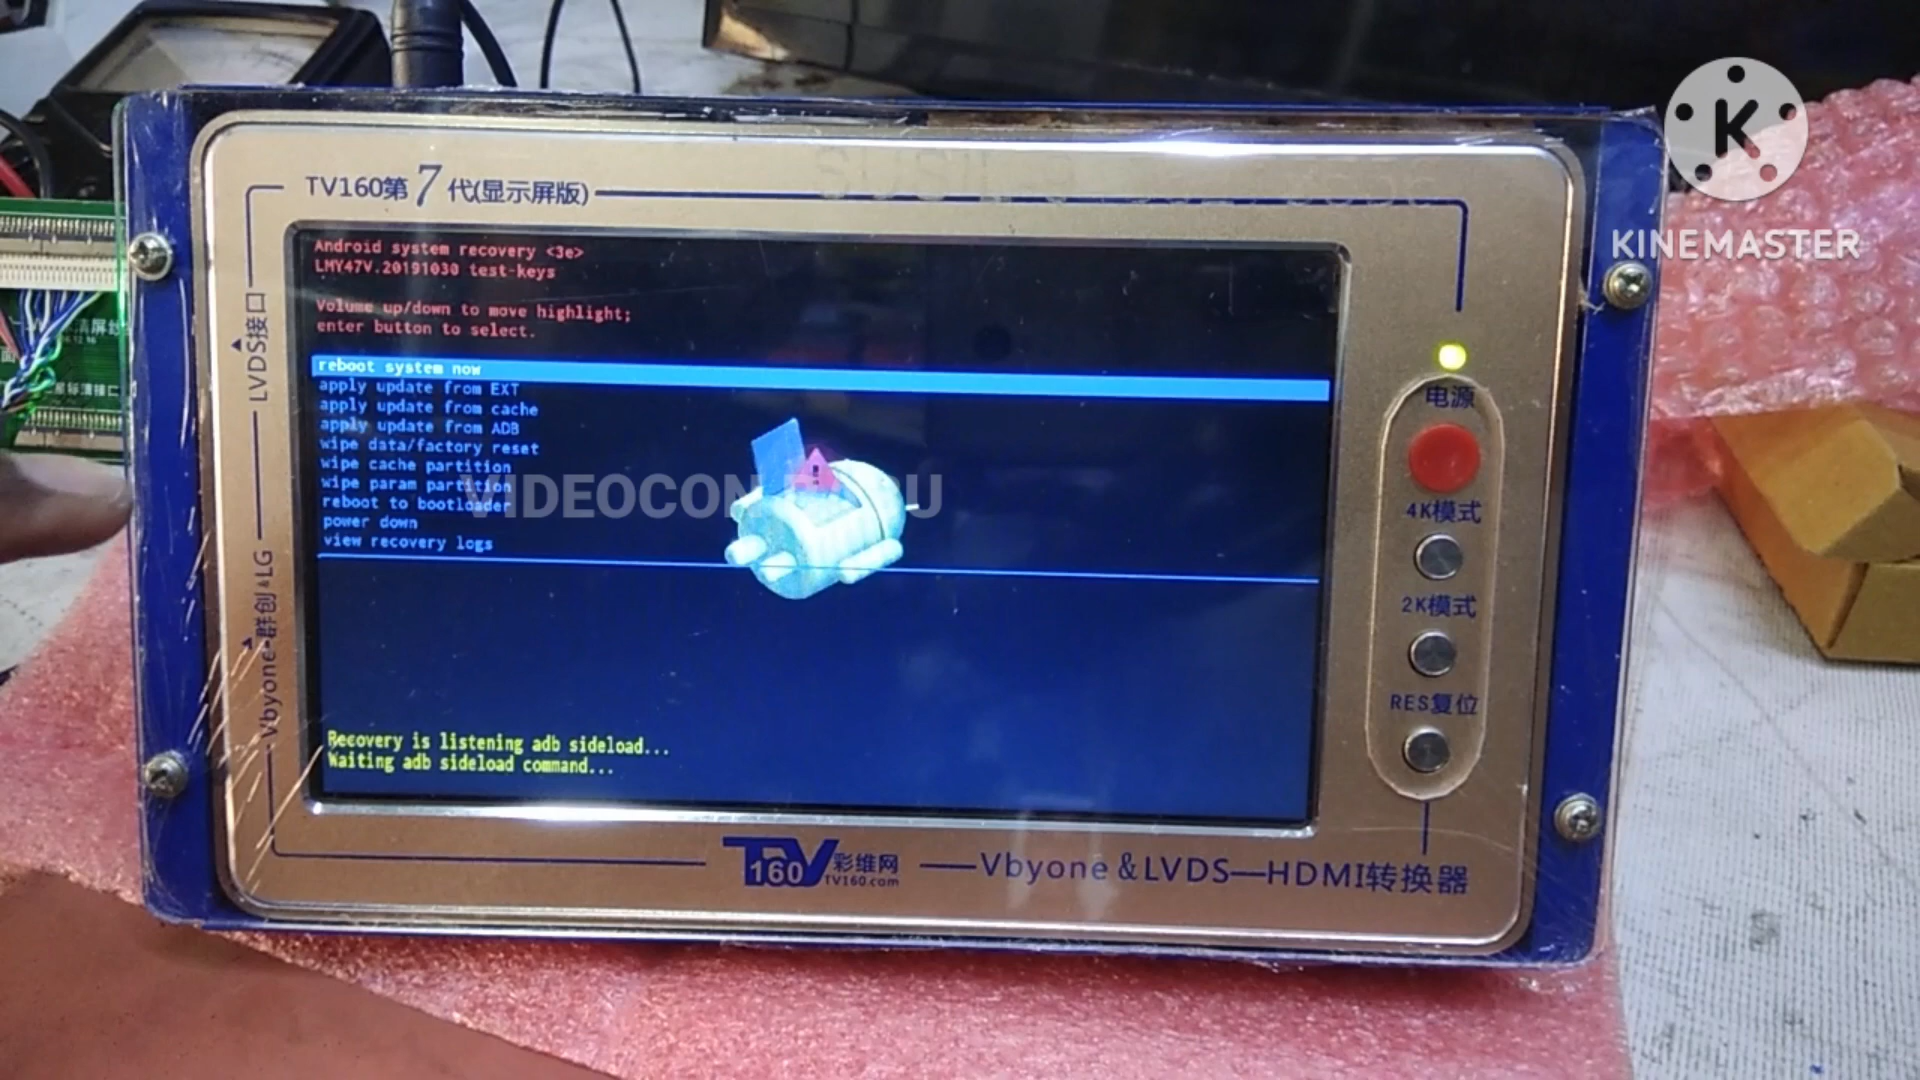 K
KINEMASTER
TV160第7代(显示屏版)
Android system recovery <3e>
LMY47V.20191030 test-keys
Volume up/down to move highlight;
enter button to select.
reboot system now
apply update from EXT
apply update from cache
apply update from ADB
wipe data/factory reset
wipe cache partition
wipe param partition
reboot to bootloader
power down
view recovery logs
VIDEOCON
Recovery is listening adb sideload...
Waiting adb sideload command...
LVDS接口
Vbyone
群创&LG
电源
4K模式
2K模式
RES复位
TV160
彩维网
TV160.com
Vbyone&LVDS—HDMI转换器